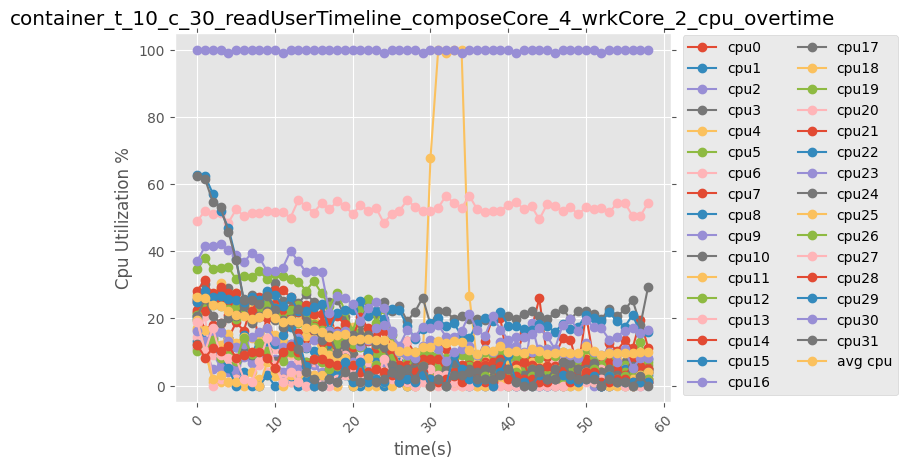 container_t_10_c_30_readUserTimeline_composeCore_4_wrkCore_2_cpu_overtime
Cpu Utilization %
100
80
60
40
20
0
0
10
20
30
40
50
60
time(s)
cpu0
cpu1
cpu2
cpu3
cpu4
cpu5
cpu6
cpu7
cpu8
cpu9
cpu10
cpu11
cpu12
cpu13
cpu14
cpu15
cpu16
cpu17
cpu18
cpu19
cpu20
cpu21
cpu22
cpu23
cpu24
cpu25
cpu26
cpu27
cpu28
cpu29
cpu30
cpu31
avg cpu